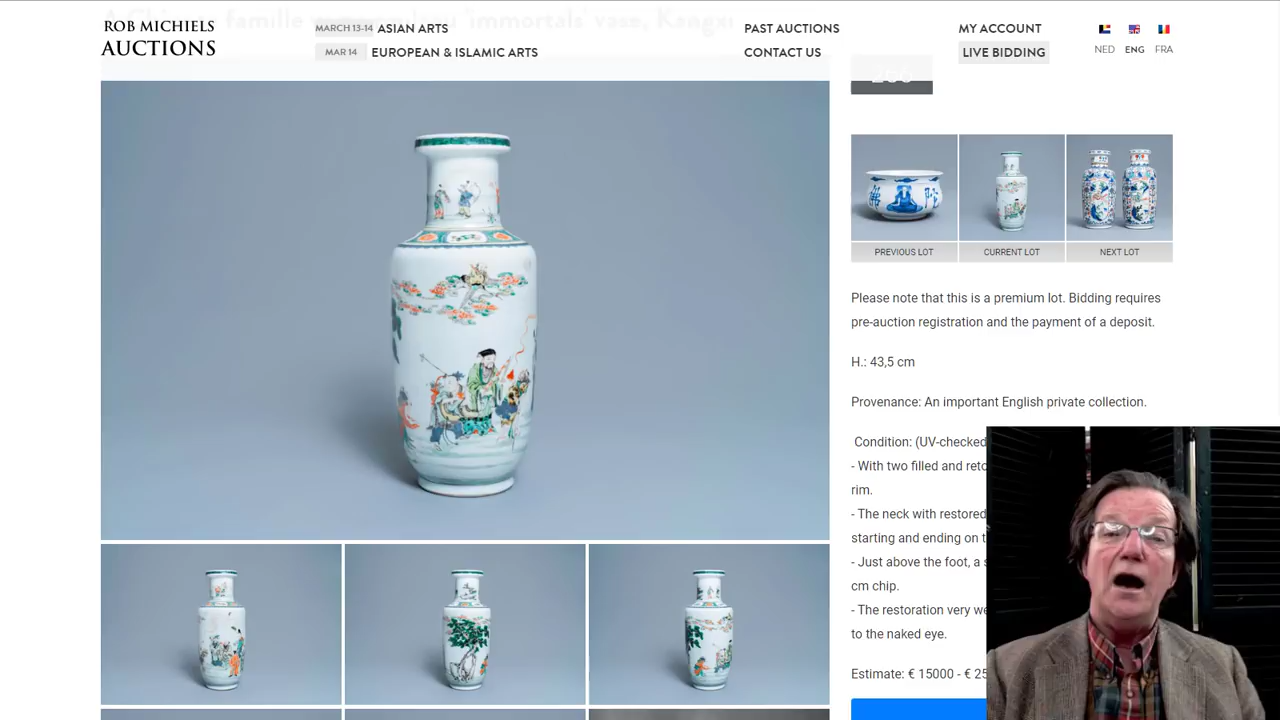 ROB MICHIELS
AUCTIONS
MARCH 13-14 ASIAN ARTS
MAR 14 EUROPEAN & ISLAMIC ARTS
PAST AUCTIONS
CONTACT US
MY ACCOUNT
LIVE BIDDING
NED ENG FRA
PREVIOUS LOT CURRENT LOT NEXT LOT
Please note that this is a premium lot. Bidding requires
pre-auction registration and the payment of a deposit.
H.: 43,5 cm
Provenance: An important English private collection.
Condition: (UV-checked
- With two filled and
rim.
- The neck with restored
starting and ending on
- Just above the foot, a
cm chip.
- The restoration very
to the naked eye.
Estimate: € 15000 - €